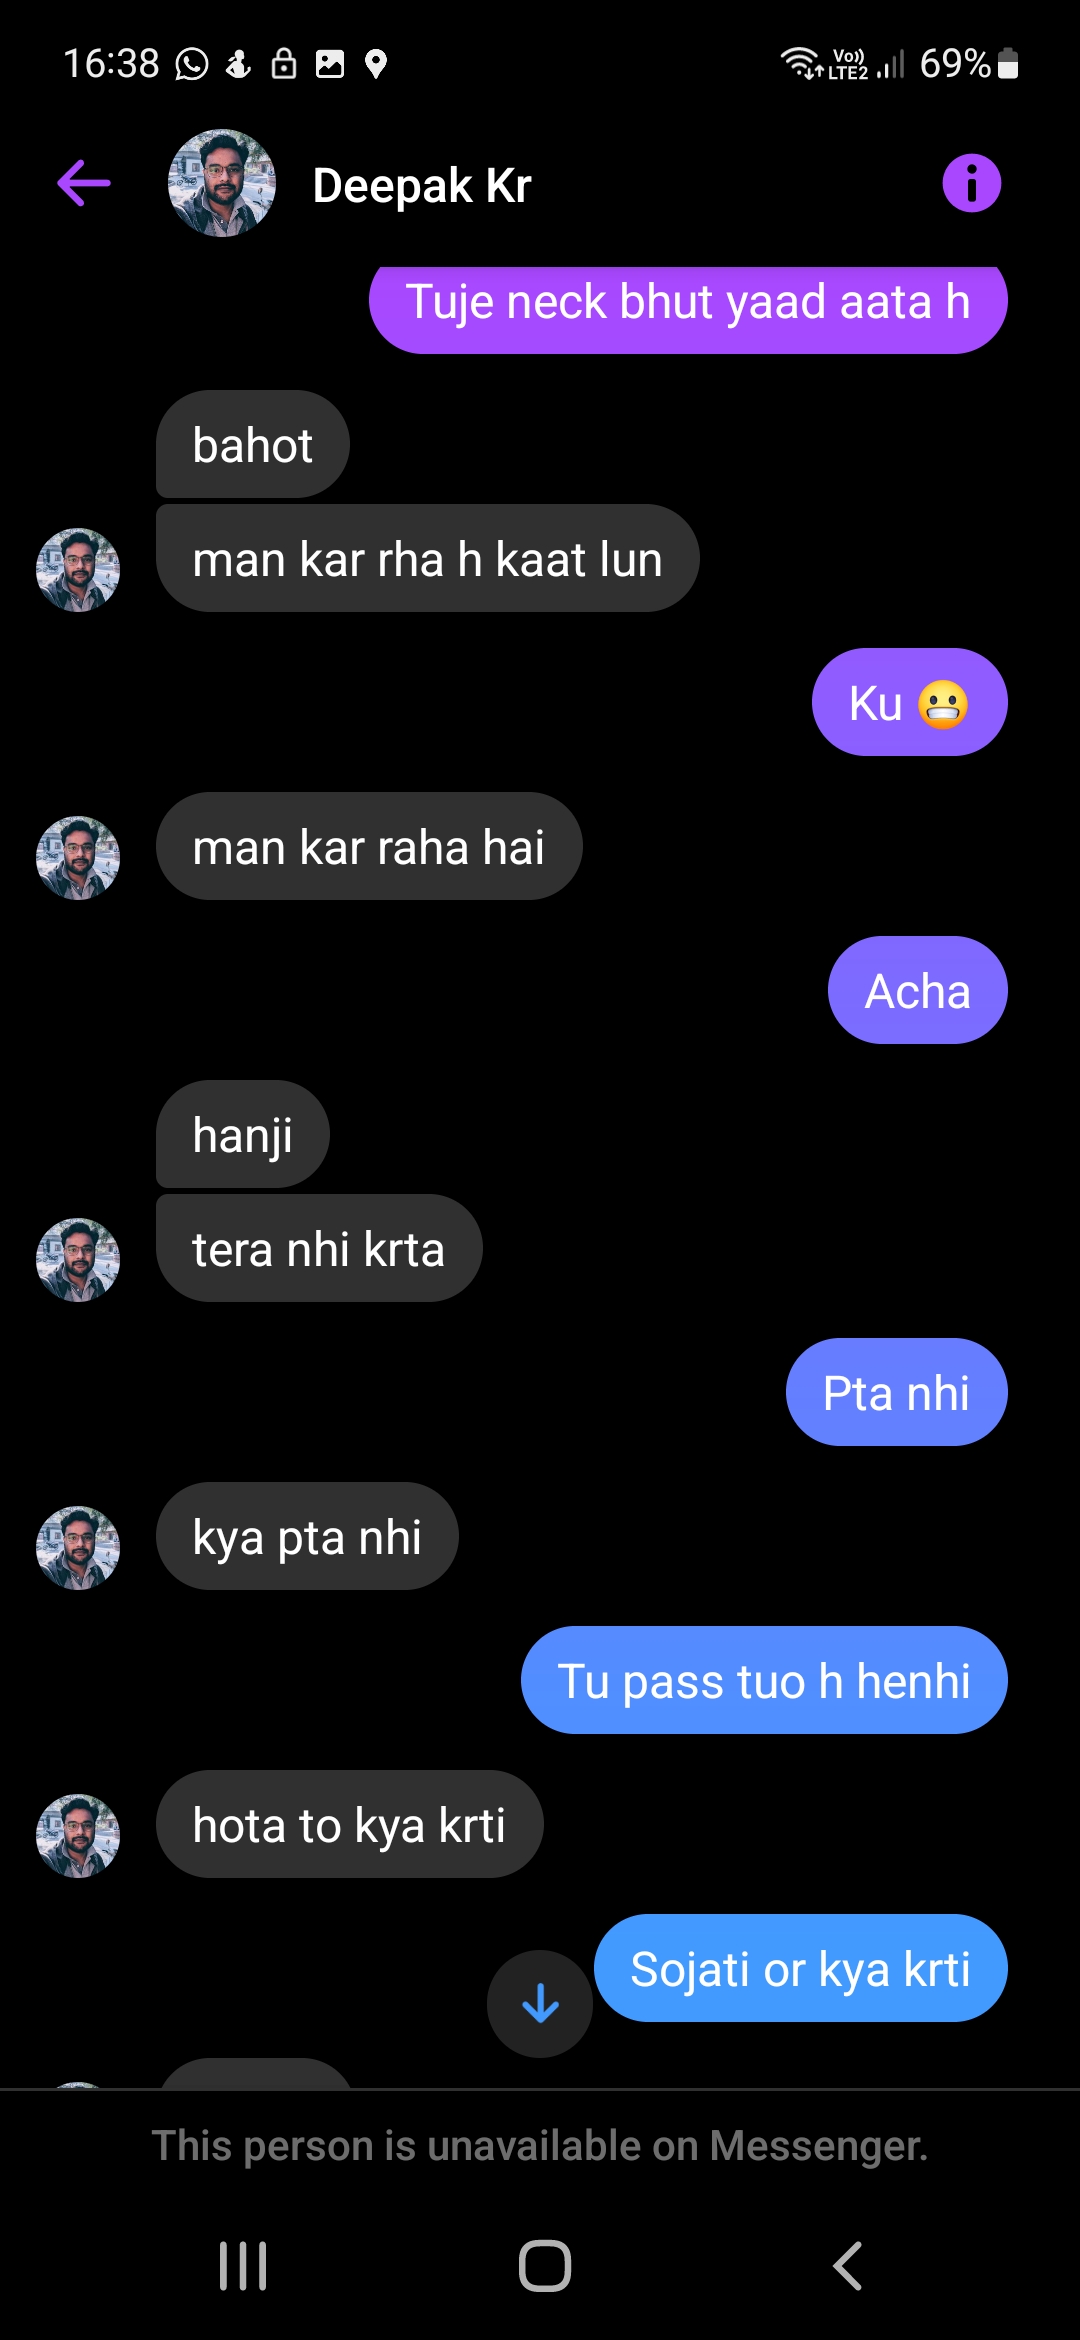 16:38
Vo)) LTE2 69%
Deepak Kr
Tuje neck bhut yaad aata h
bahot
man kar rha h kaat lun
Ku 😬
man kar raha hai
Acha
hanji
tera nhi krta
Pta nhi
kya pta nhi
Tu pass tuo h henhi
hota to kya krti
Sojati or kya krti
This person is unavailable on Messenger.